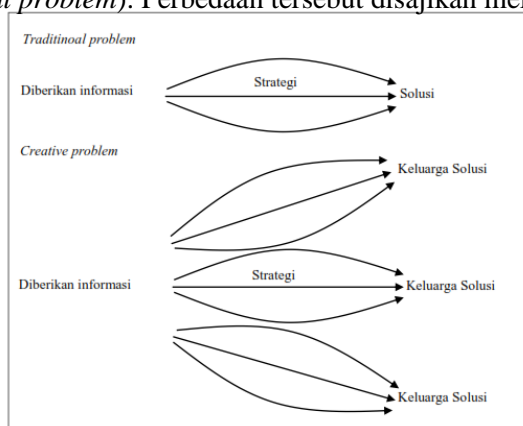 l problem). Perbedaan tersebut disajikan me
Traditinoal problem
Strategi
Diberikan informasi
Solusi
Creative problem
Keluarga Solusi
Strategi
Diberikan informasi
Keluarga Solusi
Keluarga Solusi